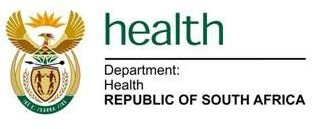 health
Department:
Health
REPUBLIC OF SOUTH AFRICA